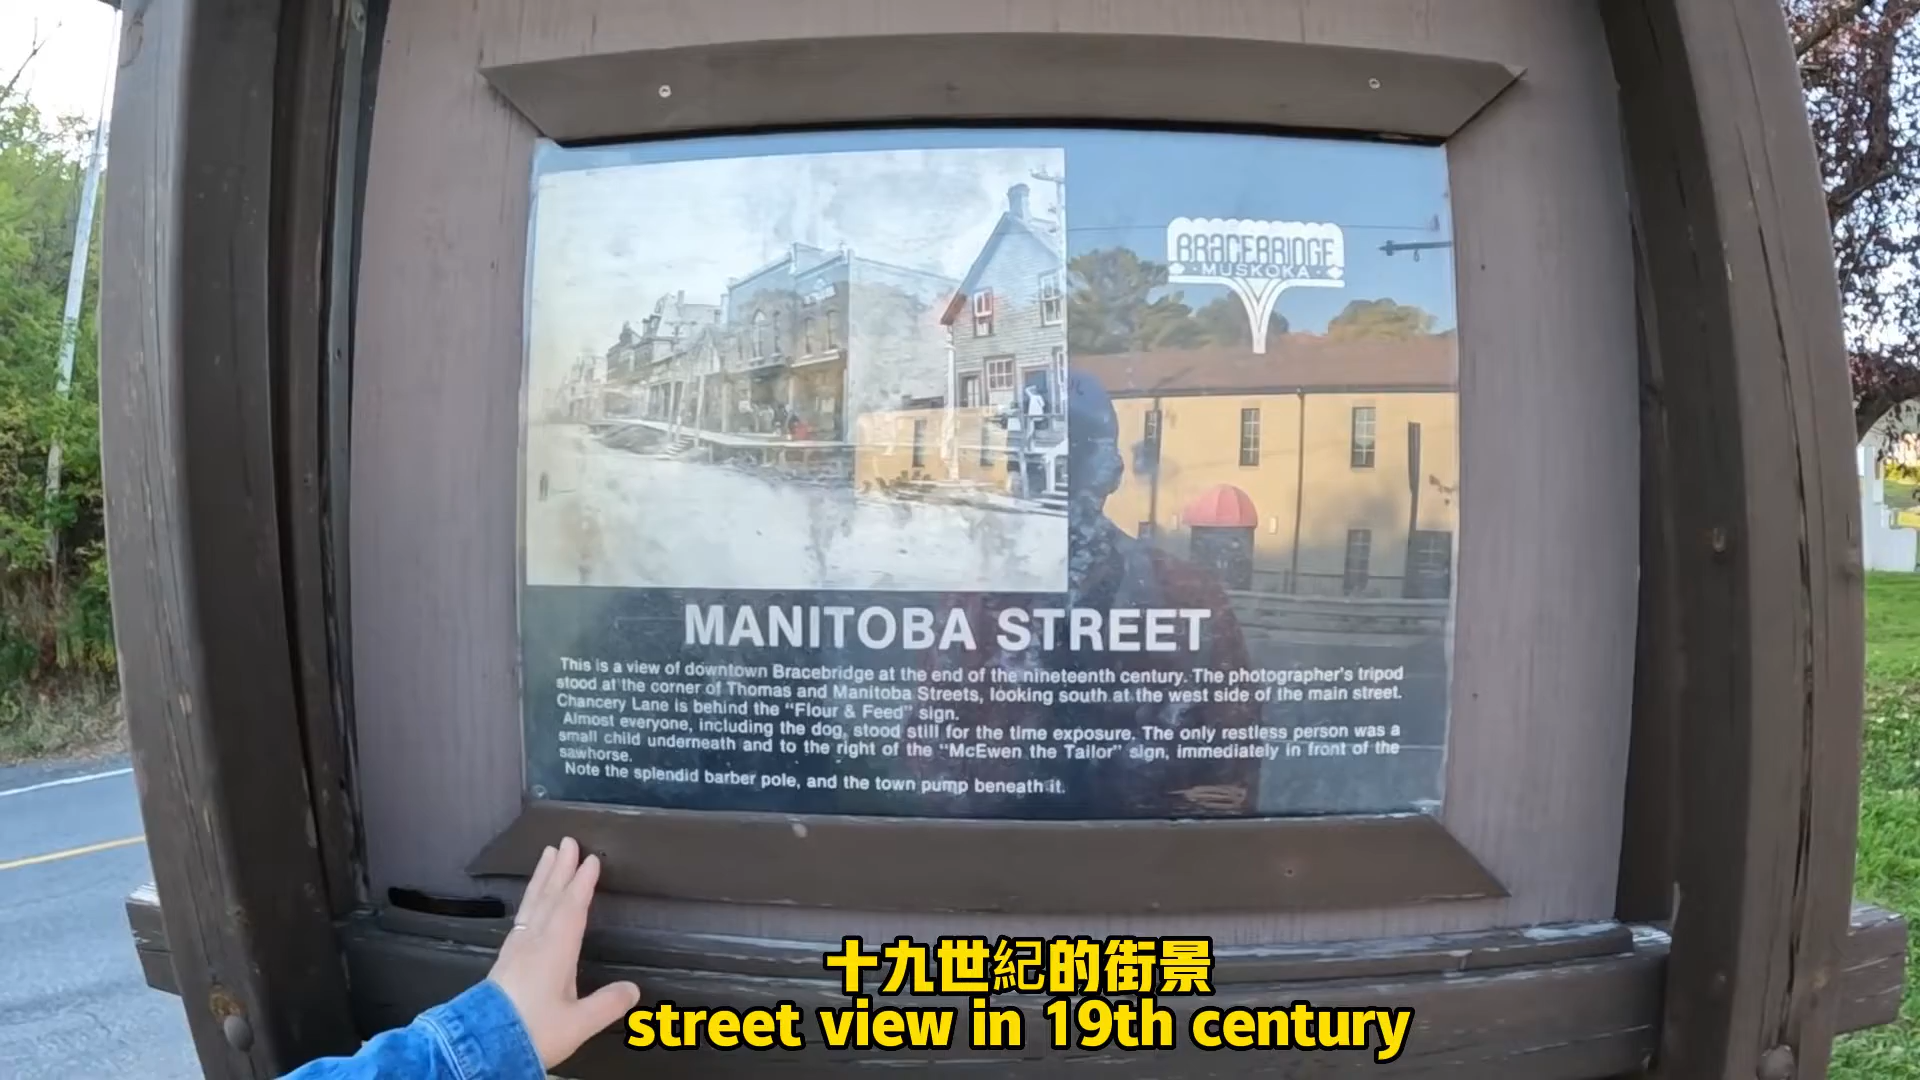 BRACEBRIDGE
MUSKOKA
MANITOBA STREET
This is a view of downtown Bracebridge at the end of the nineteenth century. The photographer's tripod
stood at the corner of Thomas and Manitoba Streets, looking south at the west side of the main street.
Chancery Lane is behind the "Flour & Feed" sign.
Almost everyone, including the dog, stood still for the time exposure. The only restless person was a
small child underneath and to the right of the "McEwen the Tailor" sign, immediately in front of the
sawhorse.
Note the splendid barber pole, and the town pump beneath it.
十九世紀的街景
street view in 19th century